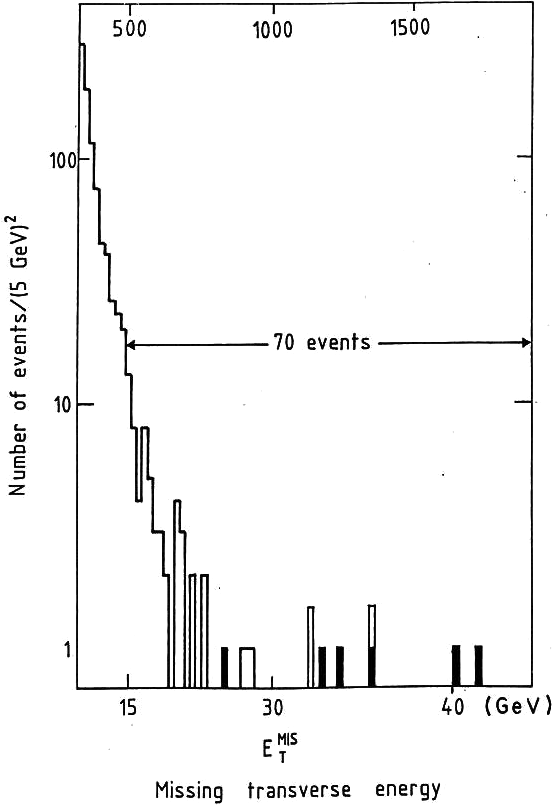 500 1000 1500
100
70 events
10
1
15 30 40 (GeV)
Number of events/(5 GeV)²
E_T^MIS
Missing transverse energy